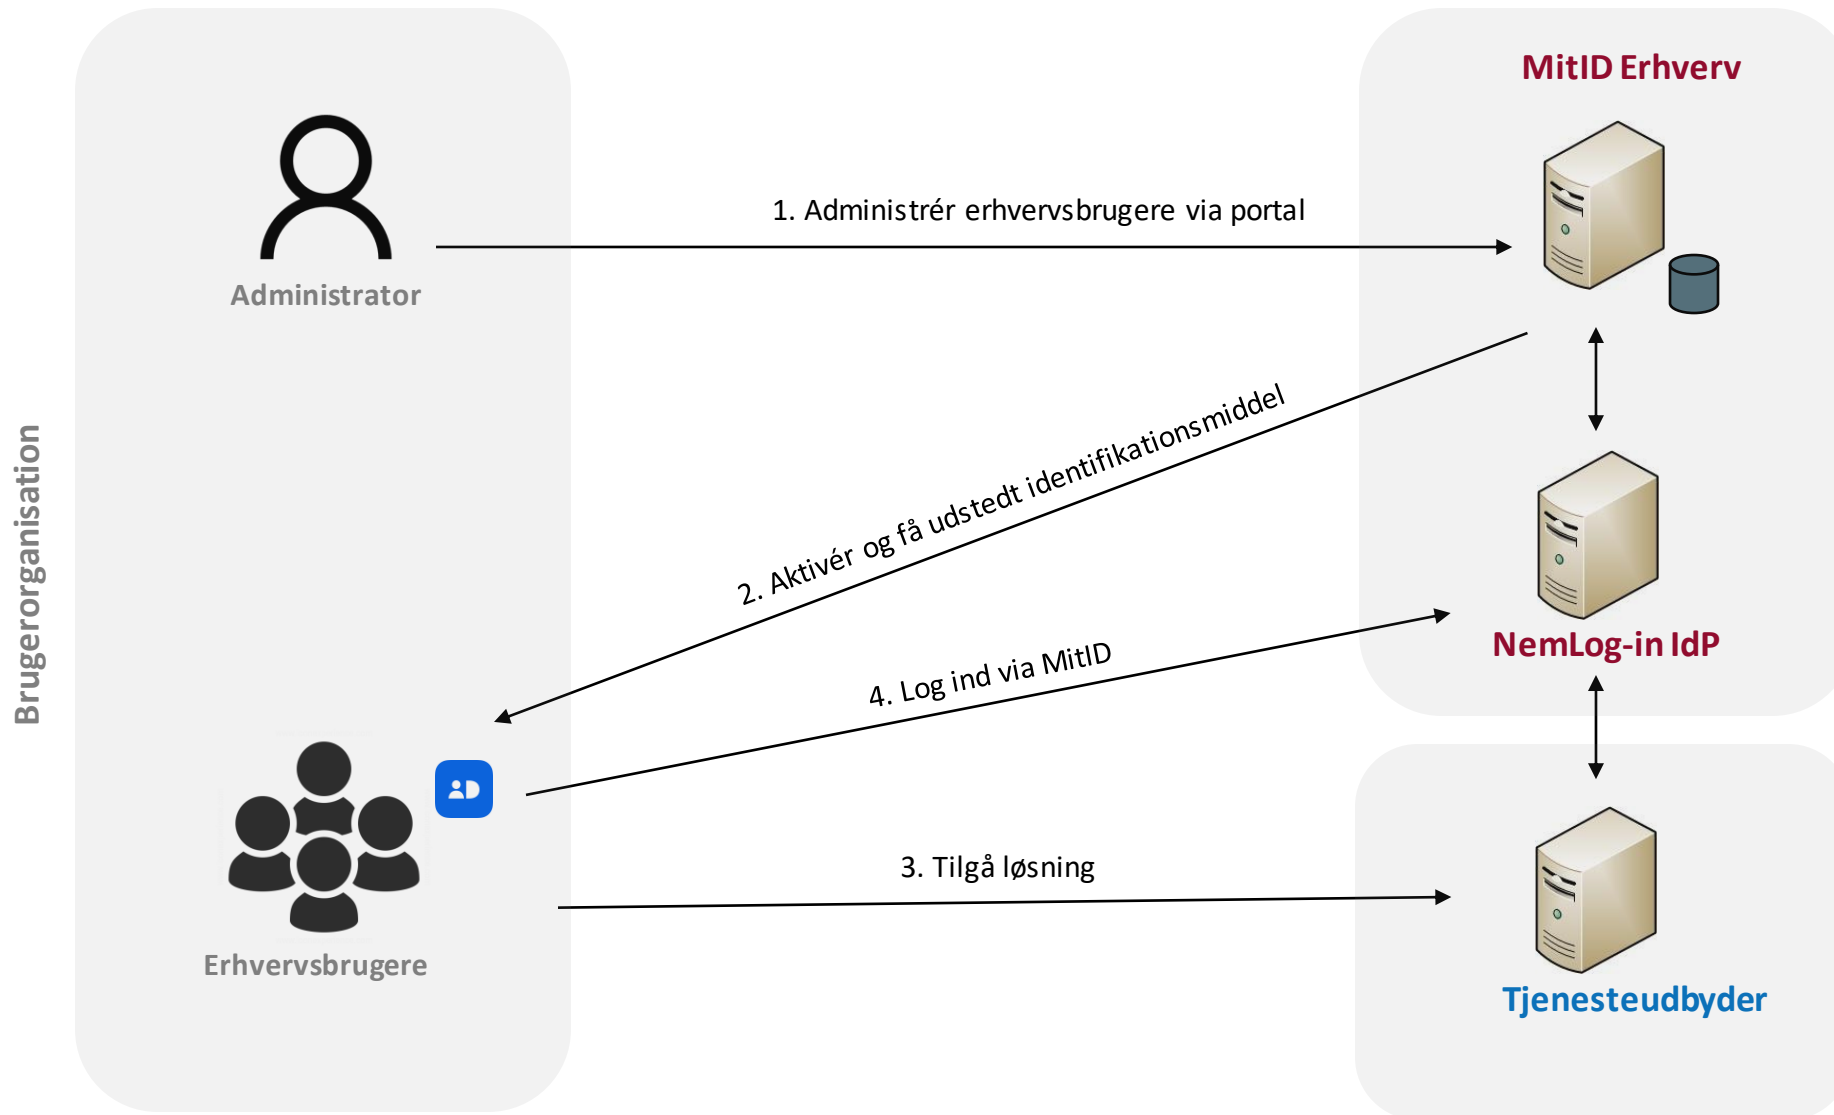 MitID Erhverv
1. Administrér erhvervsbrugere via portal
Administrator
2. Aktivér og få udstedt identifikationsmiddel
Brugerorganisation
4. Log ind via MitID
NemLog-in IdP
3. Tilgå løsning
Erhvervsbrugere
Tjenesteudbyder